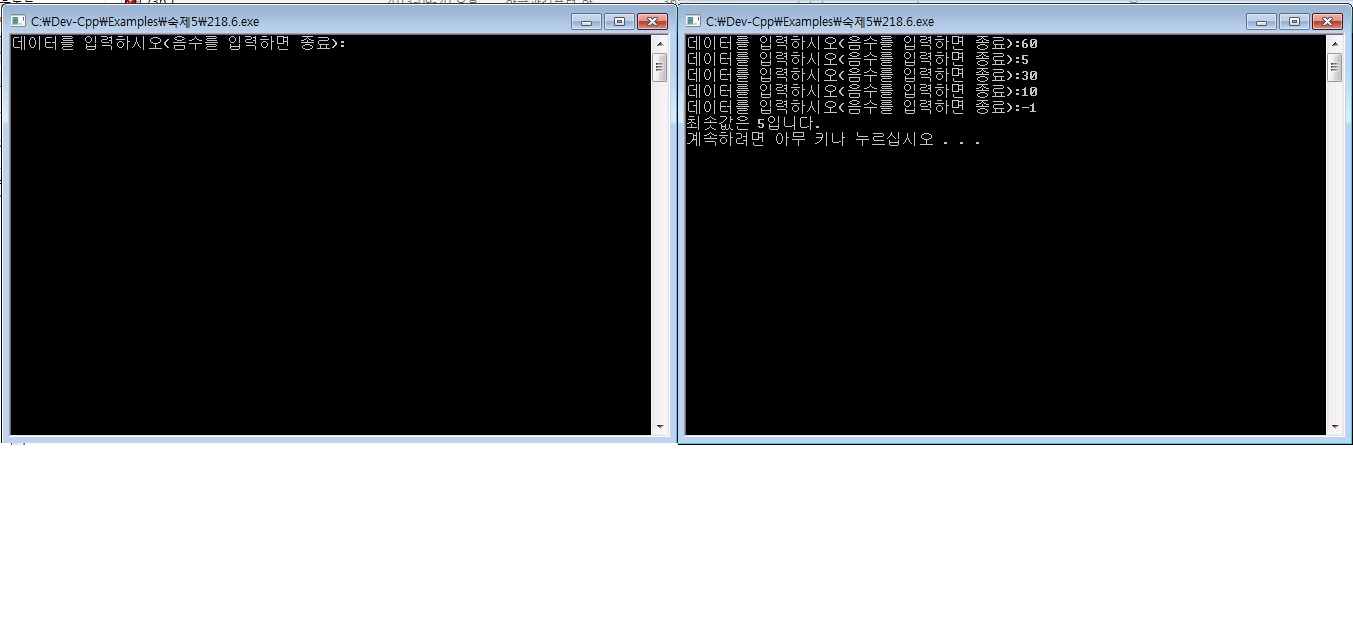 C:₩Dev-Cpp₩Examples₩숙제5₩218.6.exe
데이터를 입력하시오(음수를 입력하면 종료):
C:₩Dev-Cpp₩Examples₩숙제5₩218.6.exe
데이터를 입력하시오(음수를 입력하면 종료):60
데이터를 입력하시오(음수를 입력하면 종료):5
데이터를 입력하시오(음수를 입력하면 종료):30
데이터를 입력하시오(음수를 입력하면 종료):10
데이터를 입력하시오(음수를 입력하면 종료):-1
최솟값은 5입니다.
계속하려면 아무 키나 누르십시오 . . .